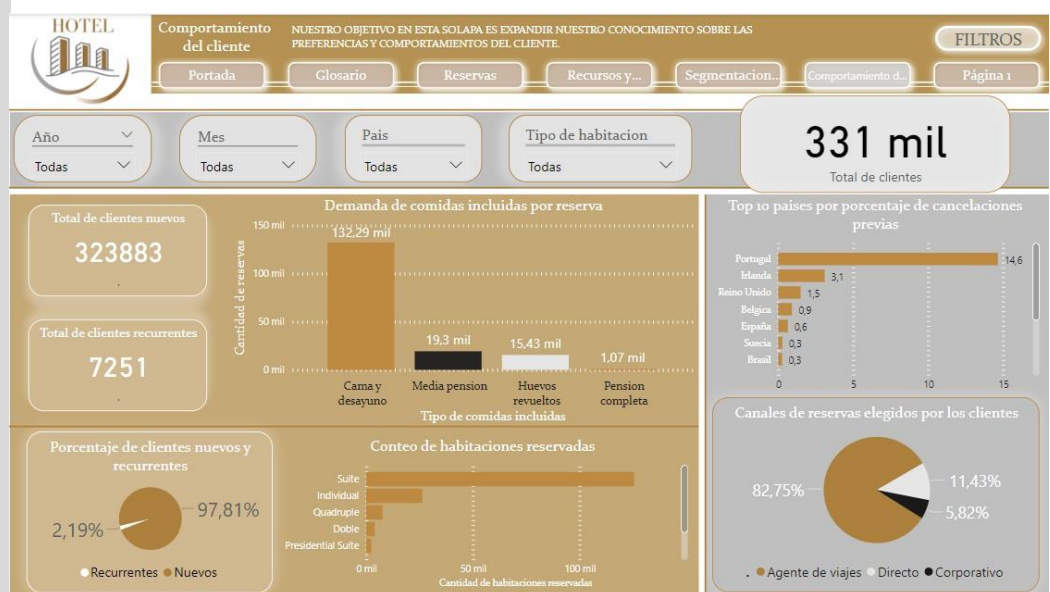 HOTEL
Comportamiento
del cliente
NUESTRO OBJETIVO EN ESTA SOLAPA ES EXPANDIR NUESTRO CONOCIMIENTO SOBRE LAS
PREFERENCIAS Y COMPORTAMIENTOS DEL CLIENTE.
FILTROS
Portada
Glosario
Reservas
Recursos y...
Segmentacion...
Comportamiento d...
Página 1
Año
Todas
Mes
Todas
Pais
Todas
Tipo de habitacion
Todas
331 mil
Total de clientes
Total de clientes nuevos
323883
.
Total de clientes recurrentes
7251
.
Demanda de comidas incluidas por reserva
Cantidad de reservas
150 mil
100 mil
50 mil
0 mil
132,29 mil
19,3 mil
15,43 mil
1,07 mil
Cama y
desayuno
Media pension
Huevos
revueltos
Pension
completa
Tipo de comidas incluidas
Top 10 paises por porcentaje de cancelaciones
previas
Portugal
14,6
Irlanda
3,1
Reino Unido
1,5
Belgica
0,9
España
0,6
Suecia
0,3
Brasil
0,3
0
5
10
15
Porcentaje de clientes nuevos y
recurrentes
2,19%
97,81%
Recurrentes
Nuevos
Conteo de habitaciones reservadas
Suite
Individual
Quadruple
Doble
Presidential Suite
0 mil
50 mil
100 mil
Cantidad de habitaciones reservadas
Canales de reservas elegidos por los clientes
82,75%
11,43%
5,82%
. Agente de viajes
Directo
Corporativo